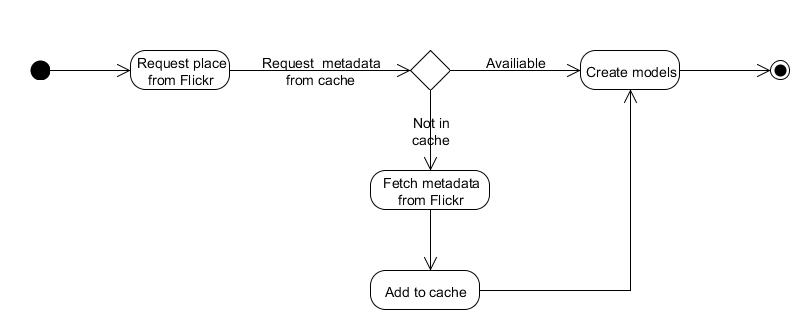 Request place
from Flickr
Request metadata
from cache
Availiable
Create models
Not in
cache
Fetch metadata
from Flickr
Add to cache